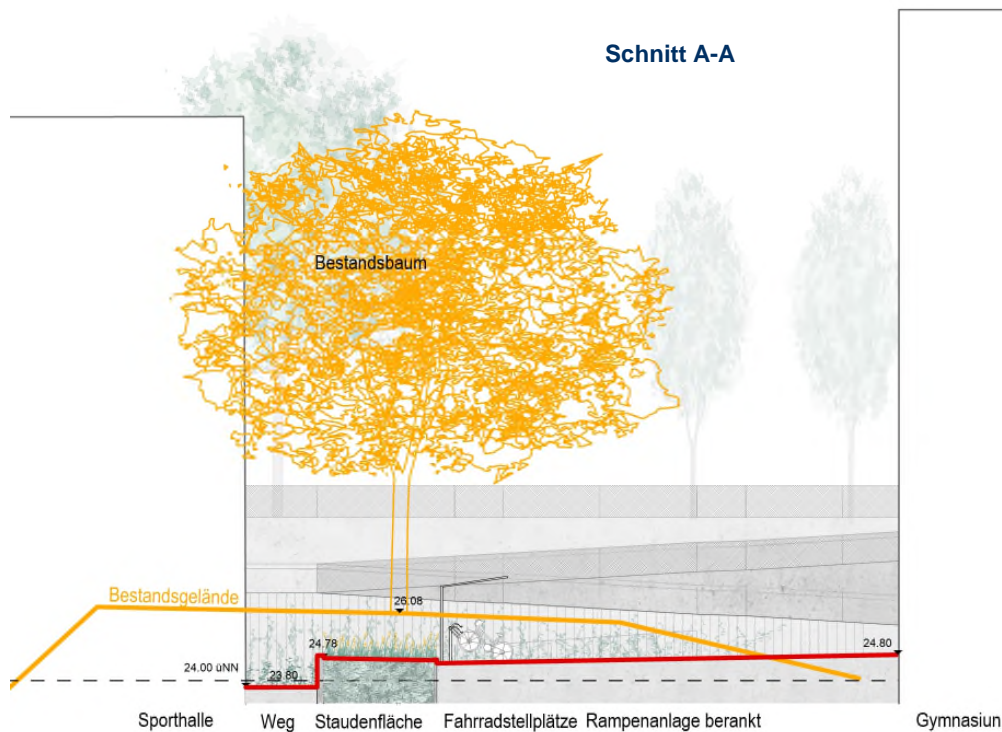 Schnitt A-A
Bestandsbaum
Bestandsgelände
26.08
24.78
24.80
24.00 üNN
23.80
Sporthalle Weg Staudenfläche Fahrradstellplätze Rampenanlage berankt Gymnasiun